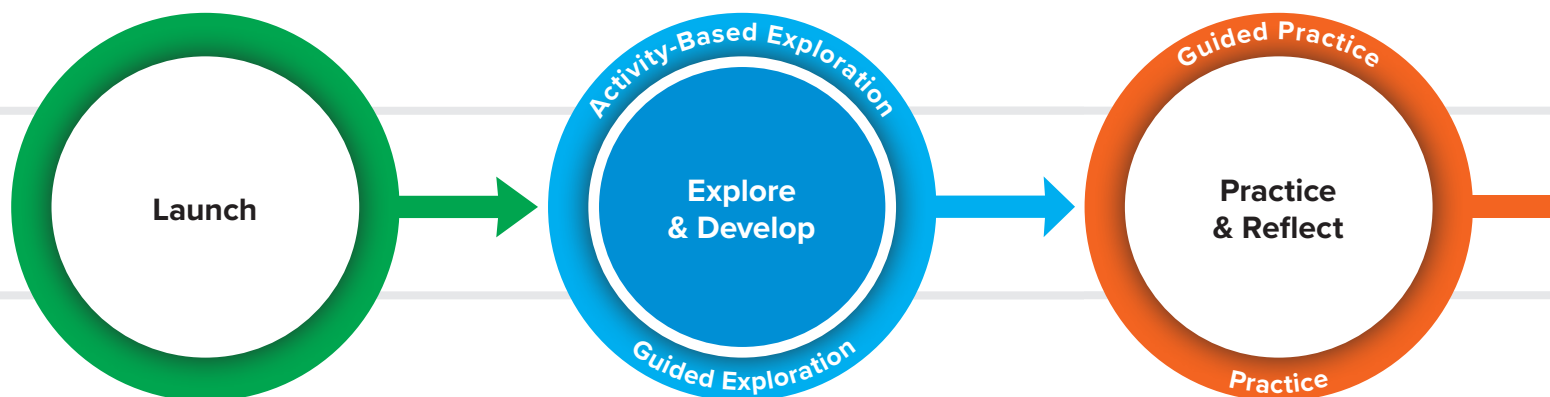 Launch
Activity-Based Exploration
Explore
& Develop
Guided Exploration
Guided Practice
Practice
& Reflect
Practice